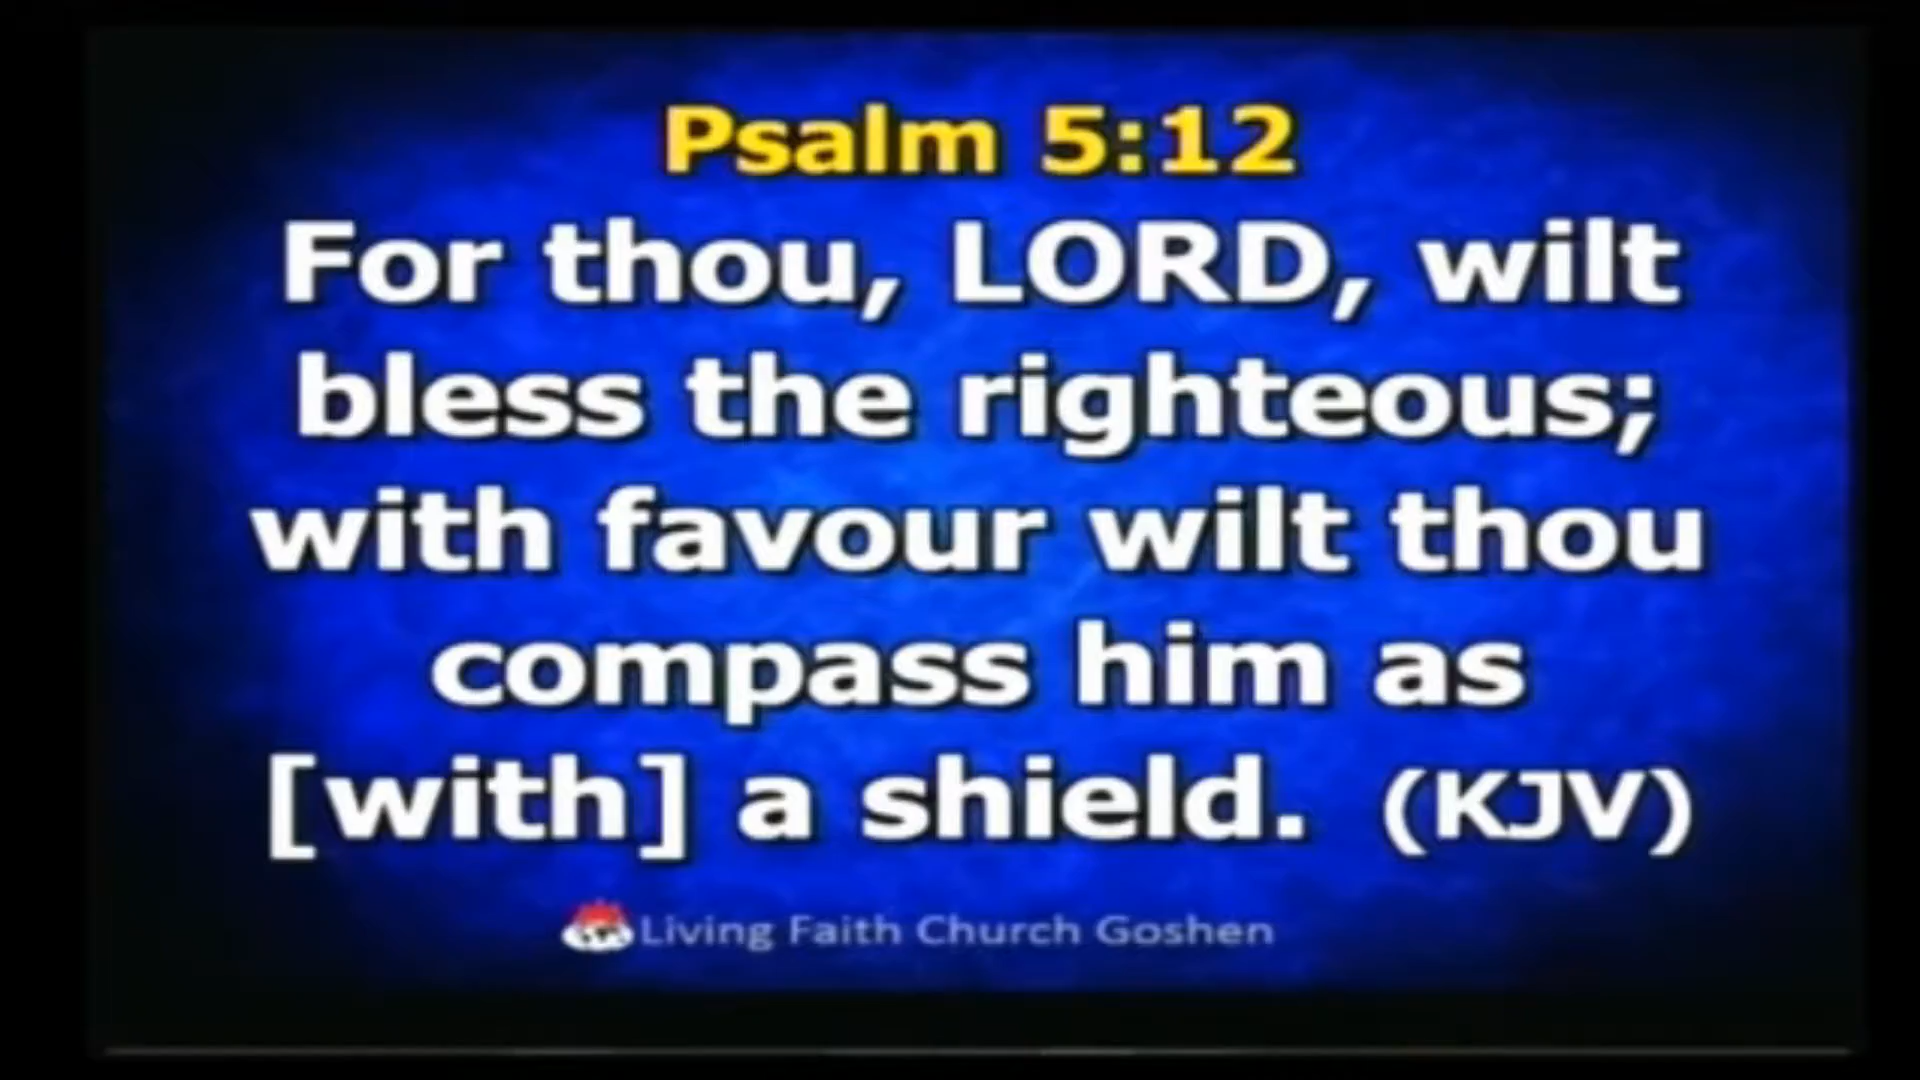 Psalm 5:12
For thou, LORD, wilt
bless the righteous;
with favour wilt thou
compass him as
[with] a shield. (KJV)
Living Faith Church Goshen